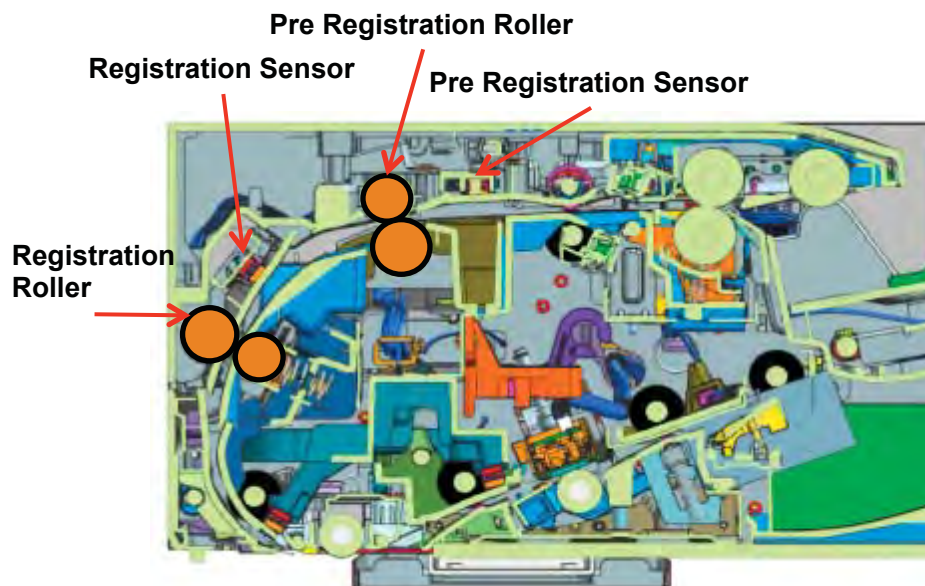 Pre Registration Roller
Registration Sensor
Pre Registration Sensor
Registration
Roller